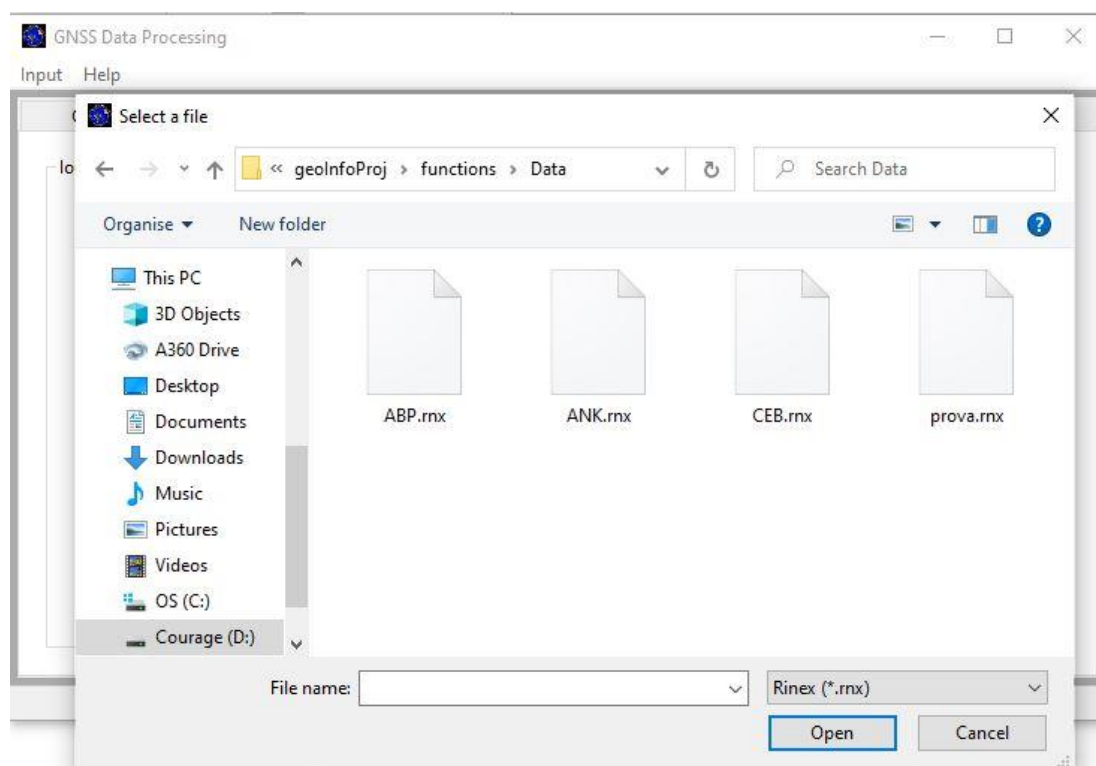 GNSS Data Processing
Input Help
Select a file
« geoInfoProj › functions › Data
Search Data
Organise
New folder
This PC
3D Objects
A360 Drive
Desktop
Documents
Downloads
Music
Pictures
Videos
OS (C:)
Courage (D:)
ABP.rnx
ANK.rnx
CEB.rnx
prova.rnx
File name:
Rinex (*.rnx)
Open
Cancel